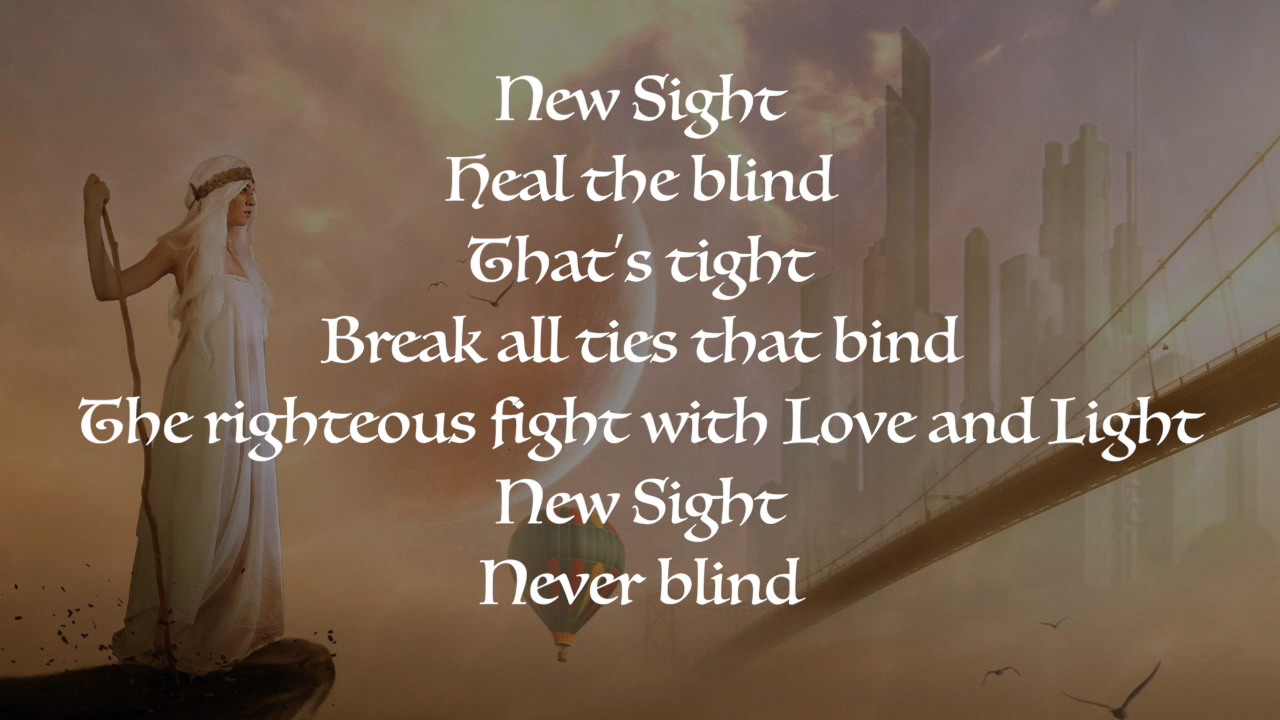 New Sight
Heal the blind
That's tight
Break all ties that bind
The righteous fight with Love and Light
New Sight
Never blind